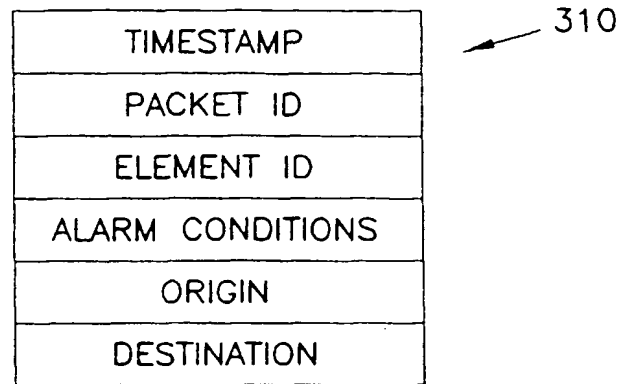 310
TIMESTAMP
PACKET ID
ELEMENT ID
ALARM CONDITIONS
ORIGIN
DESTINATION